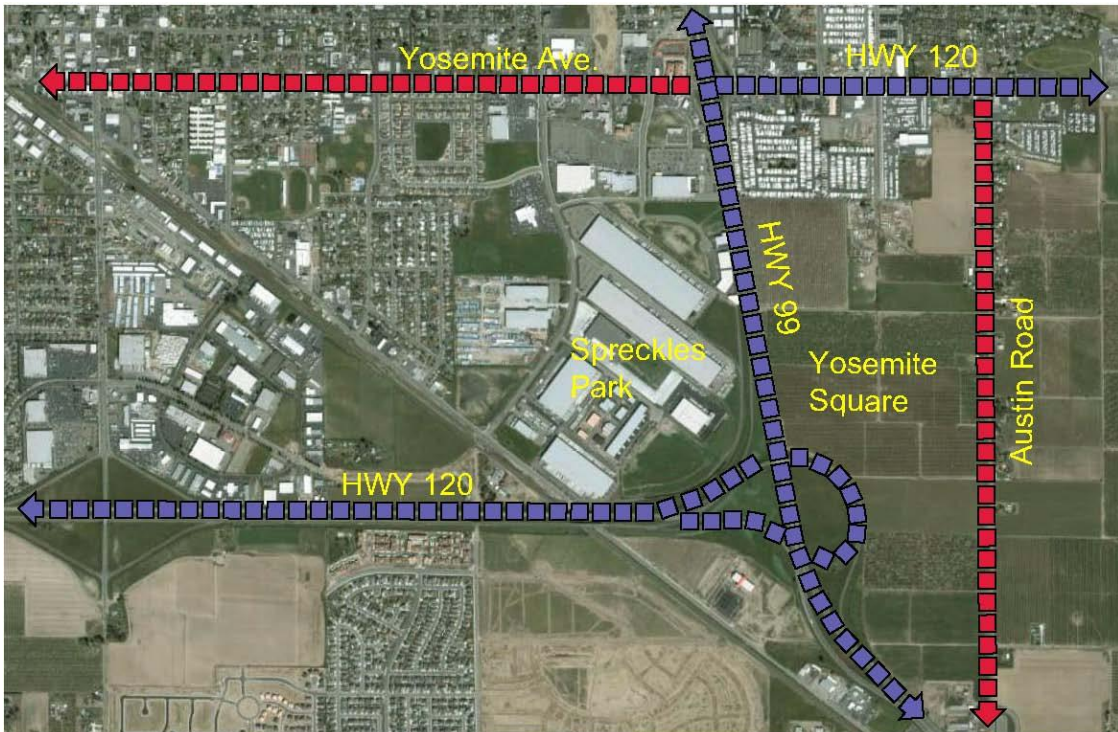 Yosemite Ave.
HWY 120
HWY 99
Spreckles
Park
Yosemite
Square
Austin Road
HWY 120